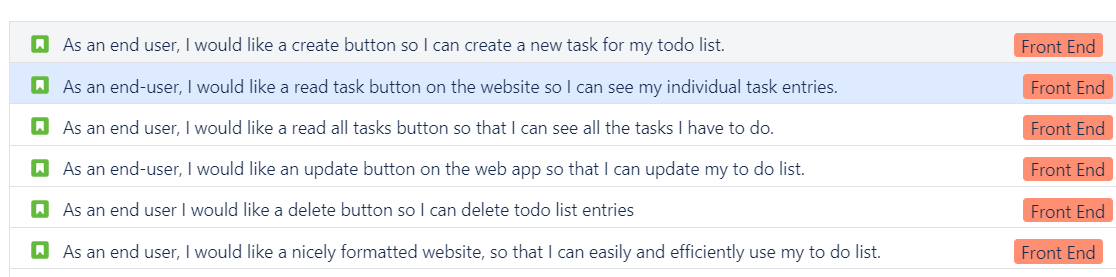 As an end user, I would like a create button so I can create a new task for my todo list. Front End
As an end-user, I would like a read task button on the website so I can see my individual task entries. Front End
As an end user, I would like a read all tasks button so that I can see all the tasks I have to do. Front End
As an end-user, I would like an update button on the web app so that I can update my to do list. Front End
As an end user I would like a delete button so I can delete todo list entries Front End
As an end user, I would like a nicely formatted website, so that I can easily and efficiently use my to do list. Front End